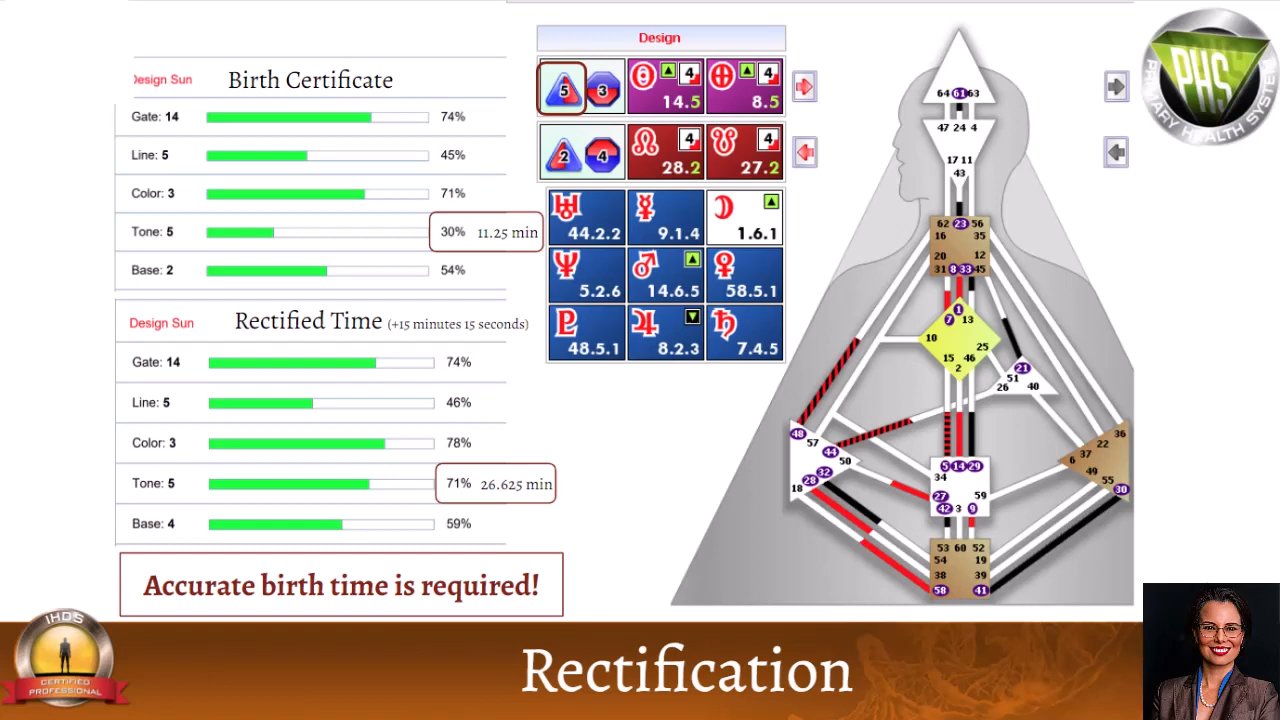 Design Sun Birth Certificate
Gate: 14 74%
Line: 5 45%
Color: 3 71%
Tone: 5 30% 11.25 min
Base: 2 54%
Design Sun Rectified Time (+15 minutes 15 seconds)
Gate: 14 74%
Line: 5 46%
Color: 3 78%
Tone: 5 71% 26.625 min
Base: 4 59%
Accurate birth time is required!
Design
5 3 4 14.5 4 8.5
2 4 4 28.2 4 27.2
44.2.2 9.1.4 1.6.1
5.2.6 14.6.5 58.5.1
48.5.1 8.2.3 7.4.5
64 61 63
47 24 4
17 11
43
62 23 56
16 35
20 12
31 8 33 45
1
7 13
10 25
15 46
2
21
51
26 40
48
57
44
50
32
28
18
5 14 29
34
27 59
42 3 9
36
22
37
6
49
55
30
53 60 52
54 19
38 39
58 41
PHS
PRIMARY HEALTH SYSTEM
IHDS
CERTIFIED
PROFESSIONAL
Rectification